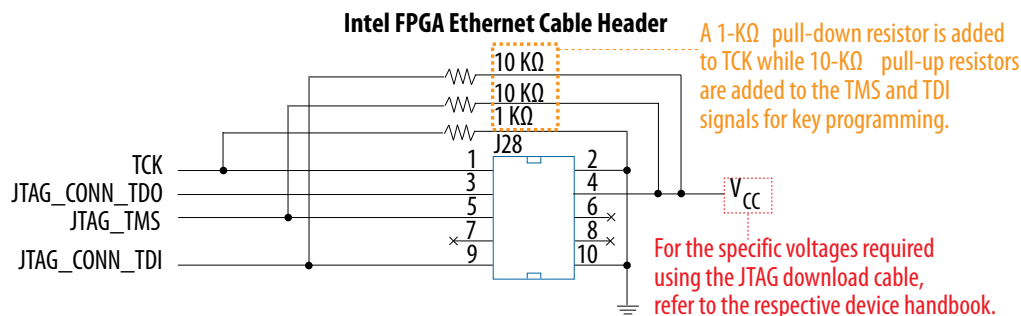 Intel FPGA Ethernet Cable Header
A 1-KΩ pull-down resistor is added
to TCK while 10-KΩ pull-up resistors
are added to the TMS and TDI
signals for key programming.
10 KΩ
10 KΩ
1 KΩ
J28
TCK 1 2
JTAG_CONN_TDO 3 4
JTAG_TMS 5 6
7 8
JTAG_CONN_TDI 9 10
VCC
For the specific voltages required
using the JTAG download cable,
refer to the respective device handbook.